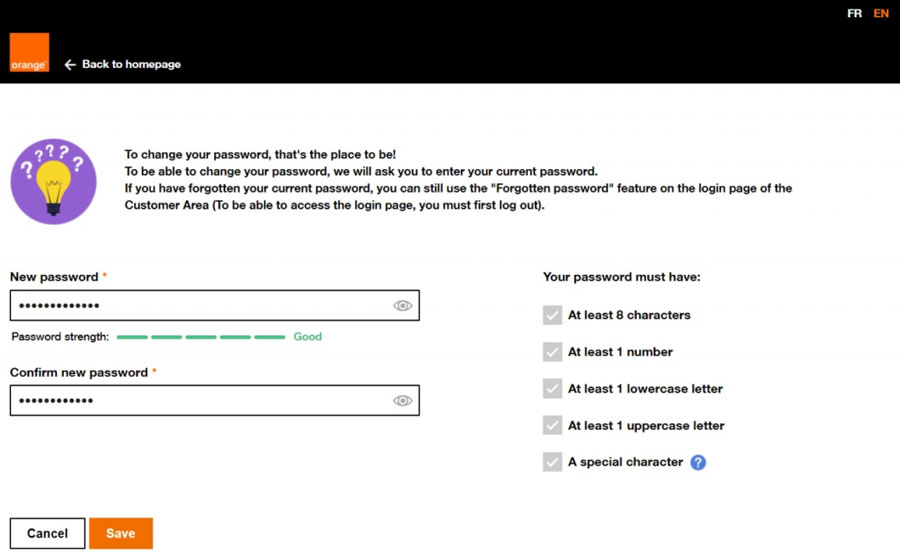 FR EN
orange
← Back to homepage
? ? ? ? ?
To change your password, that's the place to be!
To be able to change your password, we will ask you to enter your current password.
If you have forgotten your current password, you can still use the "Forgotten password" feature on the login page of the
Customer Area (To be able to access the login page, you must first log out).
New password *
•••••••••••••
Password strength: Good
Confirm new password *
••••••••••••
Your password must have:
At least 8 characters
At least 1 number
At least 1 lowercase letter
At least 1 uppercase letter
A special character ?
Cancel Save